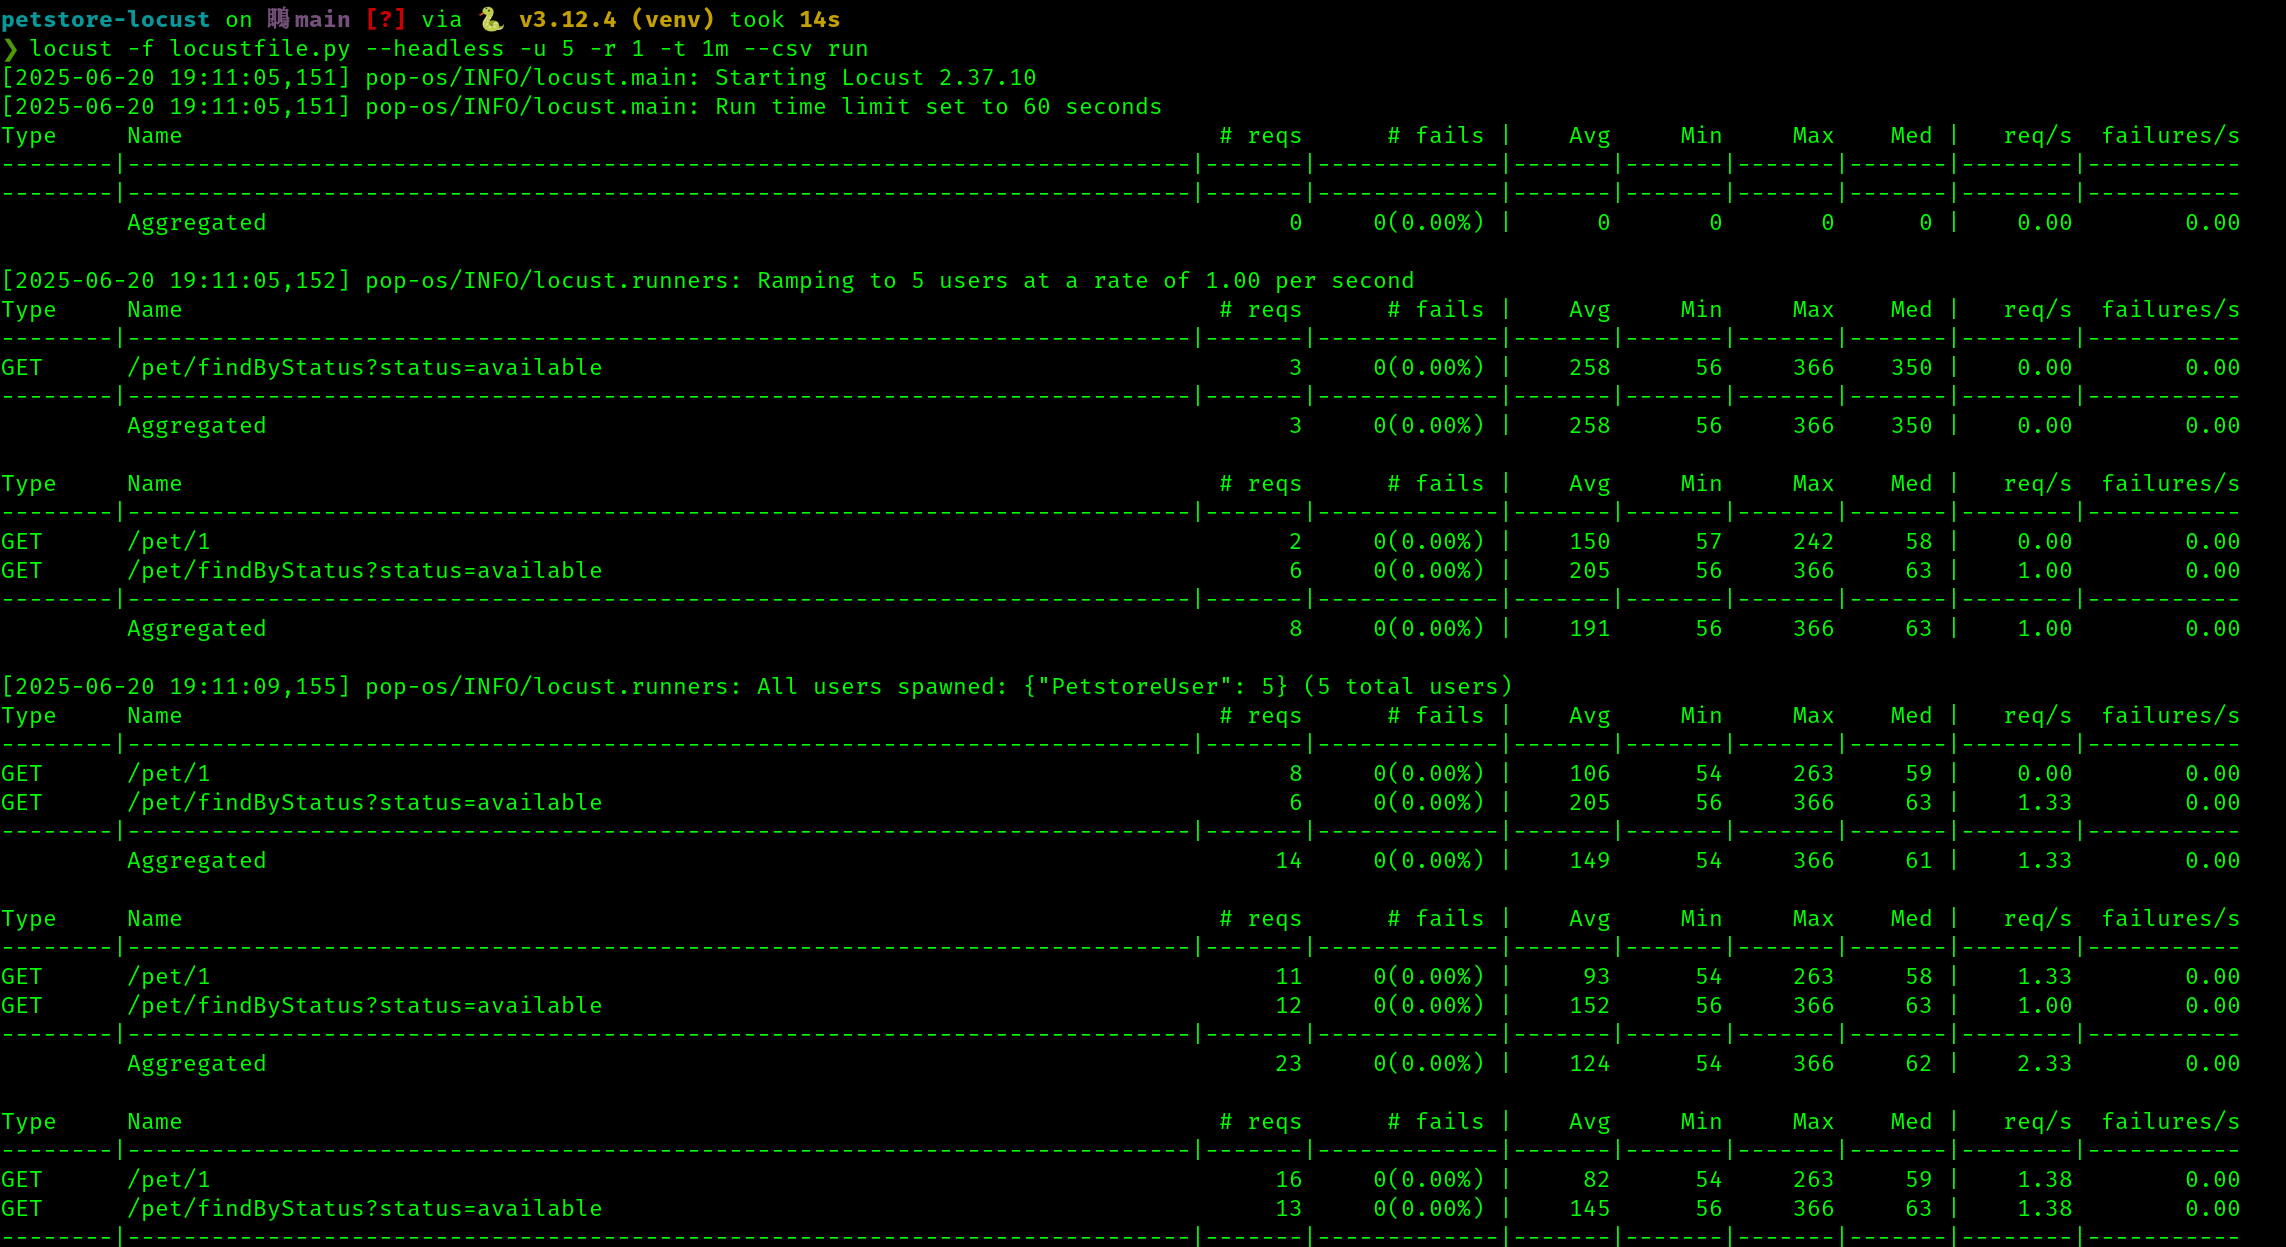 petstore-locust on 鵰 main [?] via 🐍 v3.12.4 (venv) took 14s
❯ locust -f locustfile.py --headless -u 5 -r 1 -t 1m --csv run
[2025-06-20 19:11:05,151] pop-os/INFO/locust.main: Starting Locust 2.37.10
[2025-06-20 19:11:05,151] pop-os/INFO/locust.main: Run time limit set to 60 seconds
Type Name # reqs # fails | Avg Min Max Med | req/s failures/s
--------|----------------------------------------------------------------------------|-------|-------------|-------|-------|-------|-------|--------|-----------
--------|----------------------------------------------------------------------------|-------|-------------|-------|-------|-------|-------|--------|-----------
Aggregated 0 0(0.00%) | 0 0 0 0 | 0.00 0.00
[2025-06-20 19:11:05,152] pop-os/INFO/locust.runners: Ramping to 5 users at a rate of 1.00 per second
Type Name # reqs # fails | Avg Min Max Med | req/s failures/s
--------|----------------------------------------------------------------------------|-------|-------------|-------|-------|-------|-------|--------|-----------
GET /pet/findByStatus?status=available 3 0(0.00%) | 258 56 366 350 | 0.00 0.00
--------|----------------------------------------------------------------------------|-------|-------------|-------|-------|-------|-------|--------|-----------
Aggregated 3 0(0.00%) | 258 56 366 350 | 0.00 0.00
Type Name # reqs # fails | Avg Min Max Med | req/s failures/s
--------|----------------------------------------------------------------------------|-------|-------------|-------|-------|-------|-------|--------|-----------
GET /pet/1 2 0(0.00%) | 150 57 242 58 | 0.00 0.00
GET /pet/findByStatus?status=available 6 0(0.00%) | 205 56 366 63 | 1.00 0.00
--------|----------------------------------------------------------------------------|-------|-------------|-------|-------|-------|-------|--------|-----------
Aggregated 8 0(0.00%) | 191 56 366 63 | 1.00 0.00
[2025-06-20 19:11:09,155] pop-os/INFO/locust.runners: All users spawned: {"PetstoreUser": 5} (5 total users)
Type Name # reqs # fails | Avg Min Max Med | req/s failures/s
--------|----------------------------------------------------------------------------|-------|-------------|-------|-------|-------|-------|--------|-----------
GET /pet/1 8 0(0.00%) | 106 54 263 59 | 0.00 0.00
GET /pet/findByStatus?status=available 6 0(0.00%) | 205 56 366 63 | 1.33 0.00
--------|----------------------------------------------------------------------------|-------|-------------|-------|-------|-------|-------|--------|-----------
Aggregated 14 0(0.00%) | 149 54 366 61 | 1.33 0.00
Type Name # reqs # fails | Avg Min Max Med | req/s failures/s
--------|----------------------------------------------------------------------------|-------|-------------|-------|-------|-------|-------|--------|-----------
GET /pet/1 11 0(0.00%) | 93 54 263 58 | 1.33 0.00
GET /pet/findByStatus?status=available 12 0(0.00%) | 152 56 366 63 | 1.00 0.00
--------|----------------------------------------------------------------------------|-------|-------------|-------|-------|-------|-------|--------|-----------
Aggregated 23 0(0.00%) | 124 54 366 62 | 2.33 0.00
Type Name # reqs # fails | Avg Min Max Med | req/s failures/s
--------|----------------------------------------------------------------------------|-------|-------------|-------|-------|-------|-------|--------|-----------
GET /pet/1 16 0(0.00%) | 82 54 263 59 | 1.38 0.00
GET /pet/findByStatus?status=available 13 0(0.00%) | 145 56 366 63 | 1.38 0.00
--------|----------------------------------------------------------------------------|-------|-------------|-------|-------|-------|-------|--------|-----------